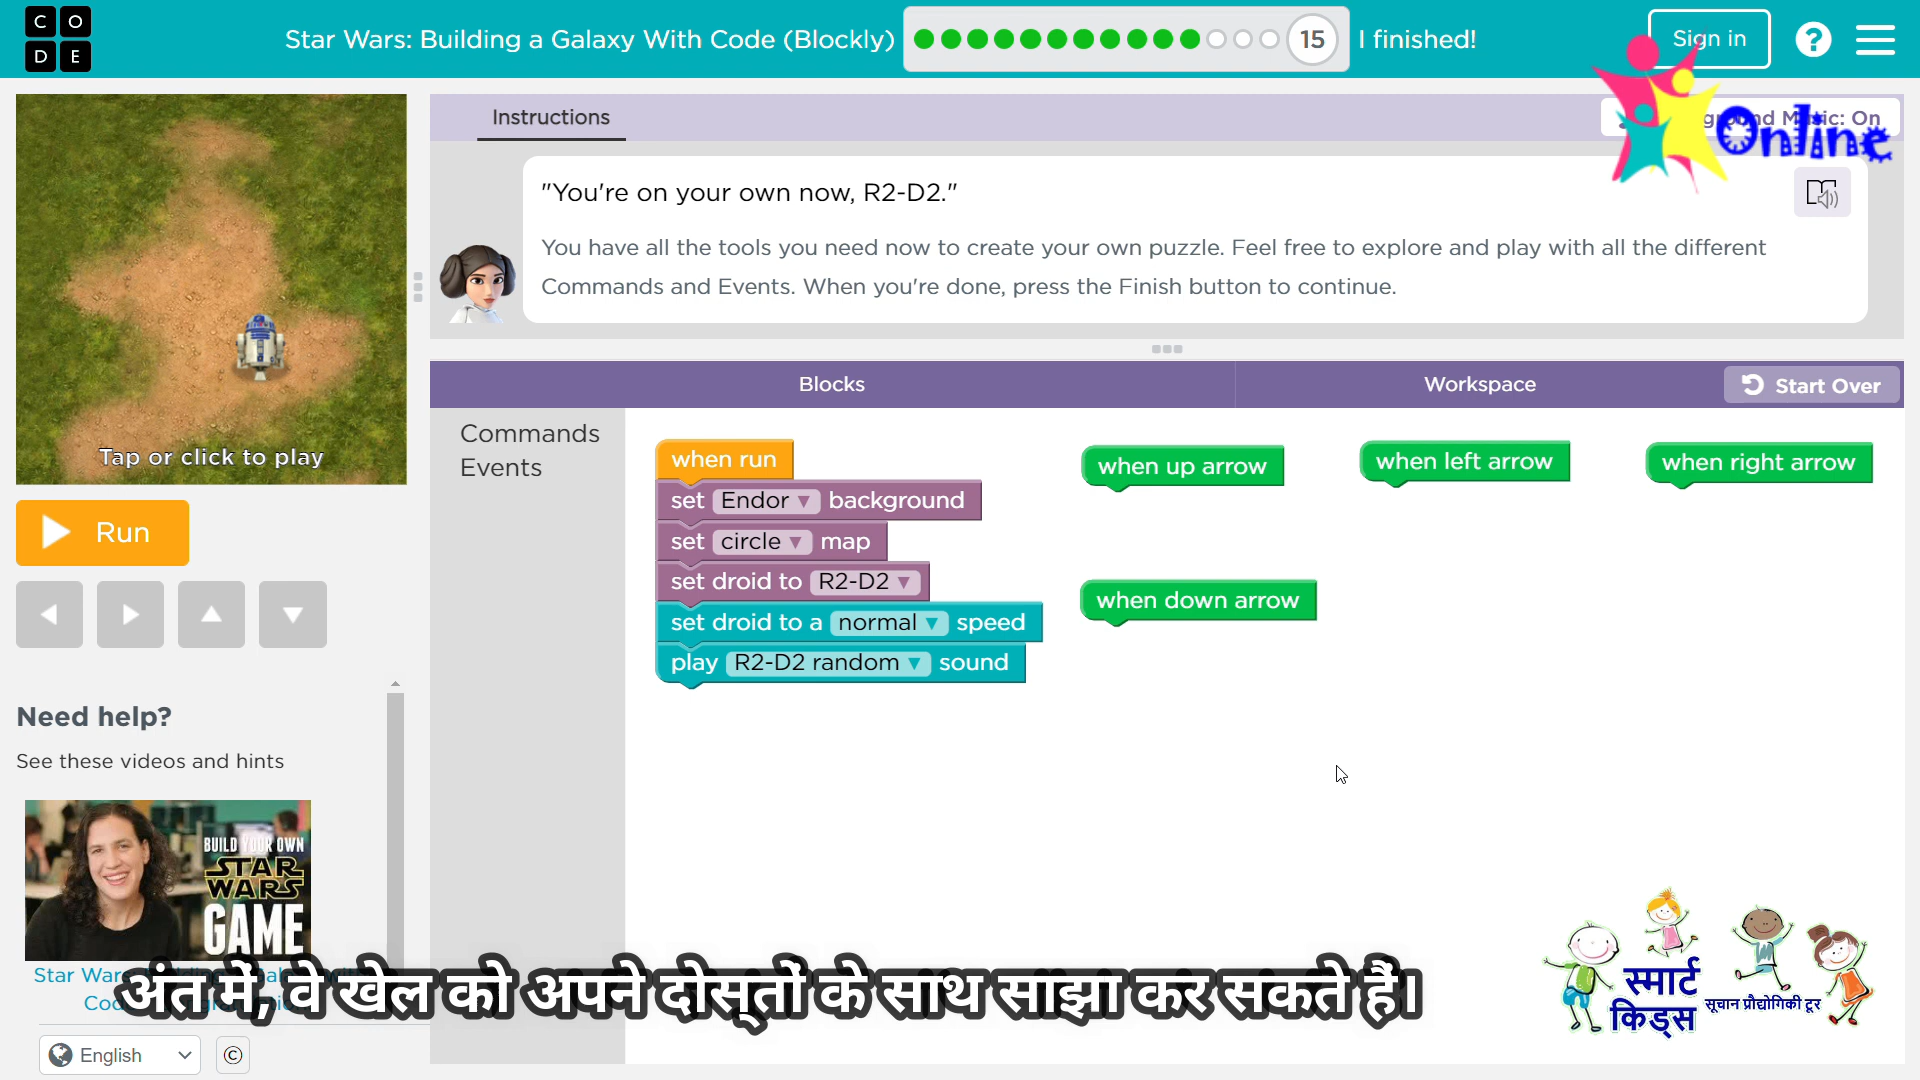 CODE
Star Wars: Building a Galaxy With Code (Blockly)
15
I finished!
Sign in
?
Instructions
Music: On
Online
"You're on your own now, R2-D2."
You have all the tools you need now to create your own puzzle. Feel free to explore and play with all the different
Commands and Events. When you're done, press the Finish button to continue.
Tap or click to play
Blocks
Workspace
Start Over
Commands
Events
when run
set Endor background
set circle map
set droid to R2-D2
set droid to a normal speed
play R2-D2 random sound
when up arrow
when left arrow
when right arrow
when down arrow
Run
Need help?
See these videos and hints
BUILD YOUR OWN
STAR
WARS
GAME
Star Wars
अंत में, वे खेल को अपने दोस्तों के साथ साझा कर सकते हैं।
स्मार्ट
किड्स
सूचान प्रौद्योगिकी टूर
English
©